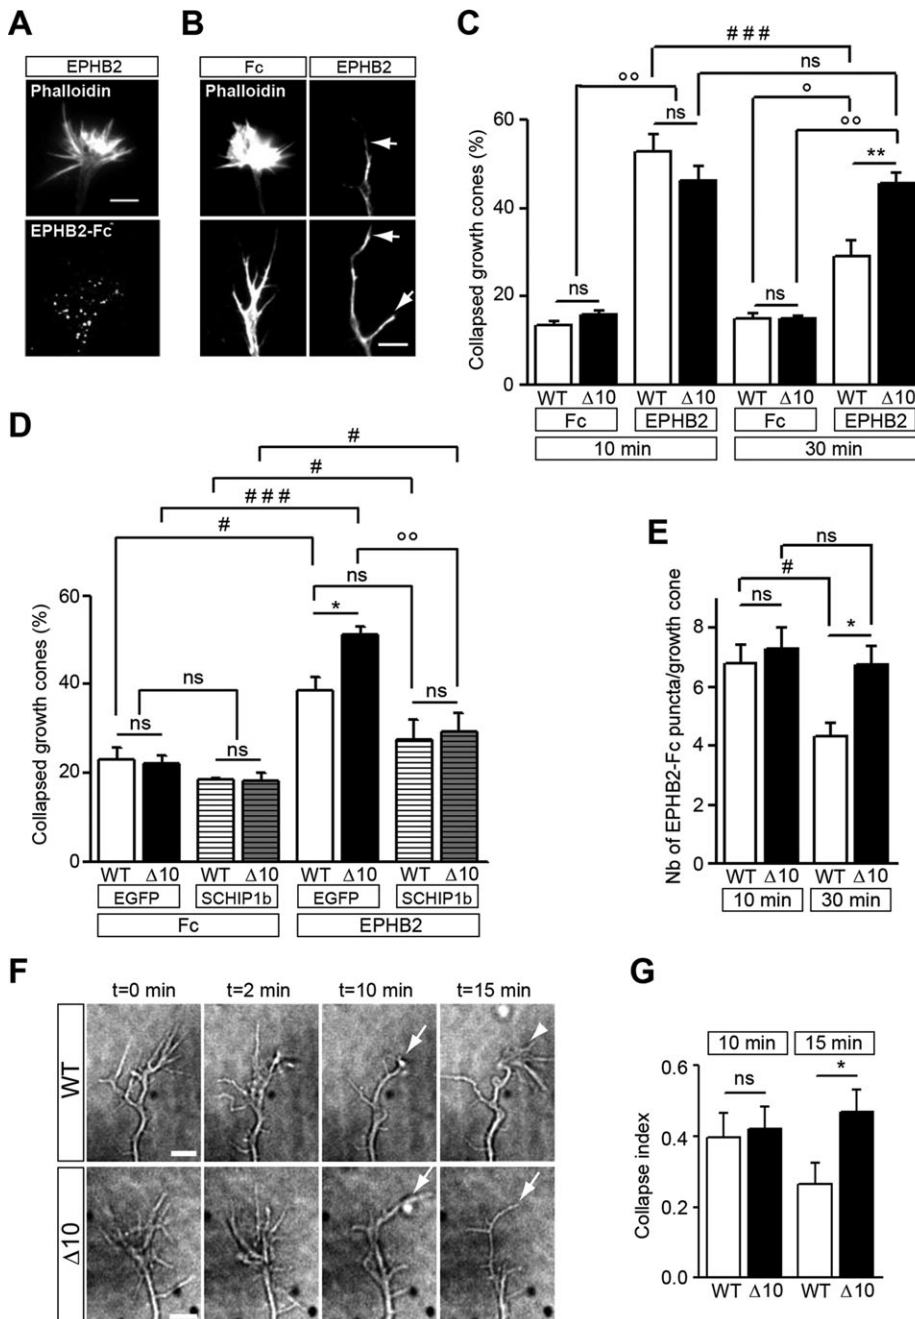 A
EPHB2
Phalloidin
EPHB2-Fc
B
Fc
EPHB2
Phalloidin
C
# # #
ns
°°
°
°°
ns
**
ns
ns
60
40
20
0
Collapsed growth cones (%)
WT Δ10 WT Δ10 WT Δ10 WT Δ10
Fc EPHB2 Fc EPHB2
10 min 30 min
D
#
#
# # #
#
°°
ns
*
ns
ns
ns
ns
60
40
20
0
Collapsed growth cones (%)
WT Δ10 WT Δ10 WT Δ10 WT Δ10
EGFP SCHIP1b EGFP SCHIP1b
Fc EPHB2
E
ns
#
ns
*
8
6
4
2
0
Nb of EPHB2-Fc puncta/growth cone
WT Δ10 WT Δ10
10 min 30 min
F
t=0 min t=2 min t=10 min t=15 min
WT
Δ10
G
10 min 15 min
ns
*
0.6
0.4
0.2
0.0
Collapse index
WT Δ10 WT Δ10